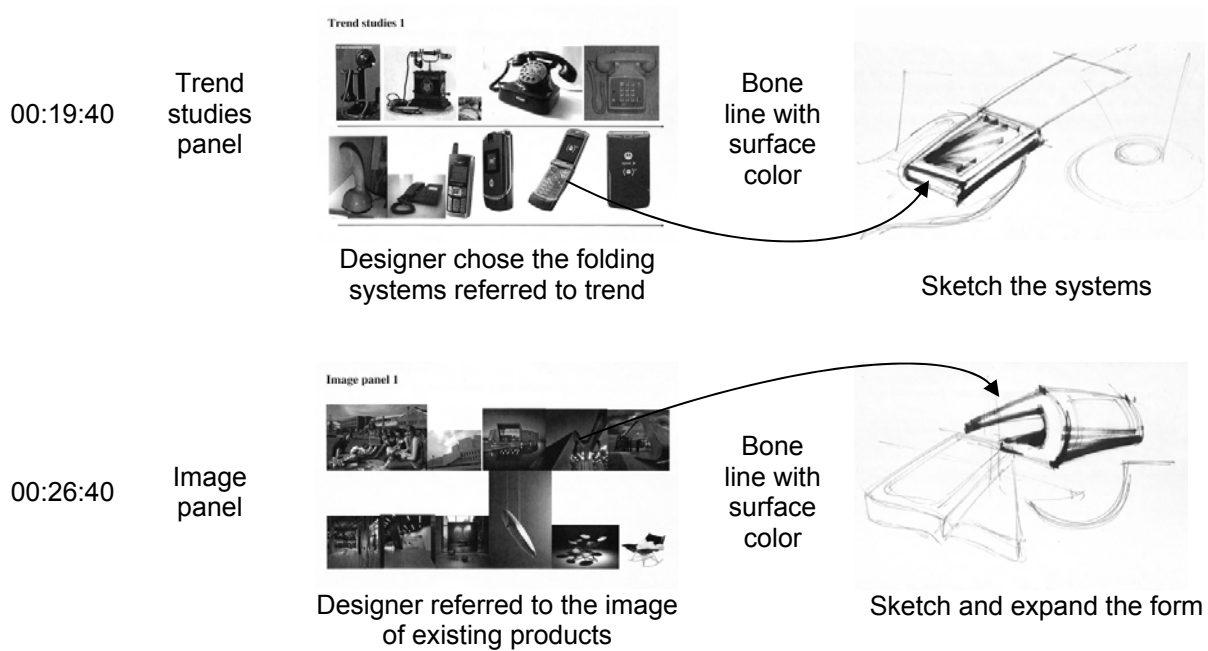 Trend studies 1
00:19:40
Trend
studies
panel
Bone
line with
surface
color
Designer chose the folding
systems referred to trend
Sketch the systems
Image panel 1
00:26:40
Image
panel
Bone
line with
surface
color
Designer referred to the image
of existing products
Sketch and expand the form